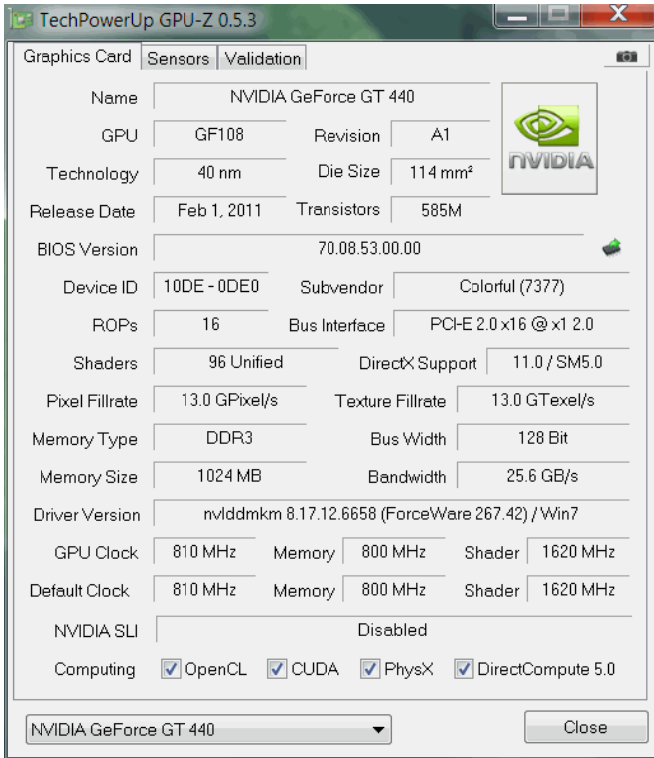 TechPowerUp GPU-Z 0.5.3
Graphics Card Sensors Validation
Name NVIDIA GeForce GT 440
GPU GF108 Revision A1
NVIDIA
Technology 40 nm Die Size 114 mm²
Release Date Feb 1, 2011 Transistors 585M
BIOS Version 70.08.53.00.00
Device ID 10DE - 0DE0 Subvendor Colorful (7377)
ROPs 16 Bus Interface PCI-E 2.0 x16 @ x1 2.0
Shaders 96 Unified DirectX Support 11.0 / SM5.0
Pixel Fillrate 13.0 GPixel/s Texture Fillrate 13.0 GTexel/s
Memory Type DDR3 Bus Width 128 Bit
Memory Size 1024 MB Bandwidth 25.6 GB/s
Driver Version nvlddmkm 8.17.12.6658 (ForceWare 267.42) / Win7
GPU Clock 810 MHz Memory 800 MHz Shader 1620 MHz
Default Clock 810 MHz Memory 800 MHz Shader 1620 MHz
NVIDIA SLI Disabled
Computing OpenCL CUDA PhysX DirectCompute 5.0
NVIDIA GeForce GT 440 Close